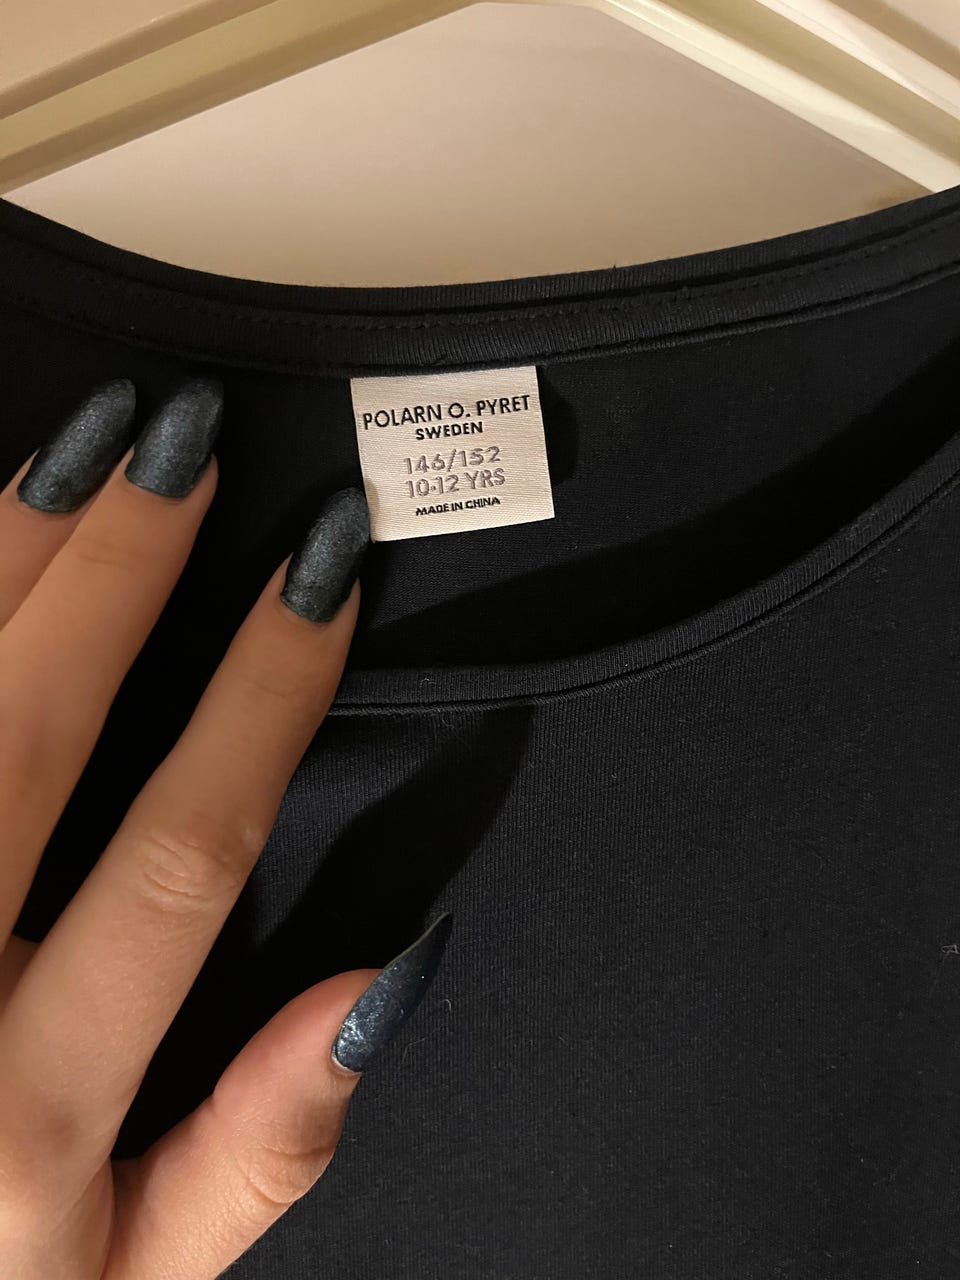 POLARN O. PYRET
SWEDEN
146/152
10-12 YRS
MADE IN CHINA